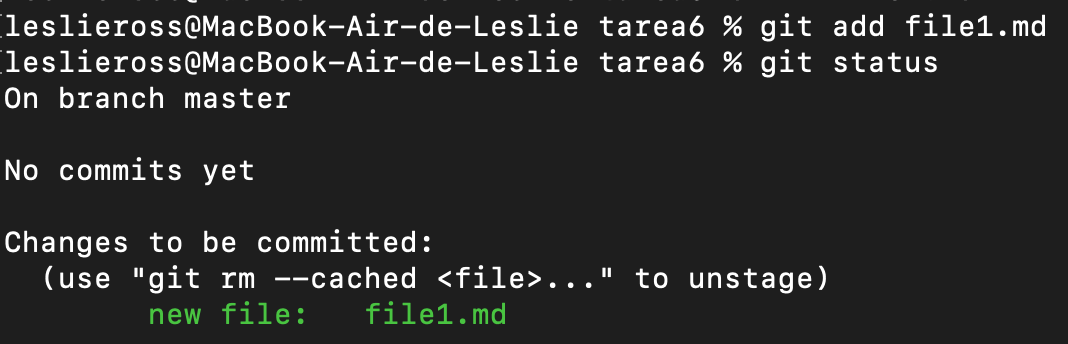 leslieross@MacBook-Air-de-Leslie tarea6 % git add file1.md
leslieross@MacBook-Air-de-Leslie tarea6 % git status
On branch master
No commits yet
Changes to be committed:
  (use "git rm --cached <file>..." to unstage)
        new file:   file1.md